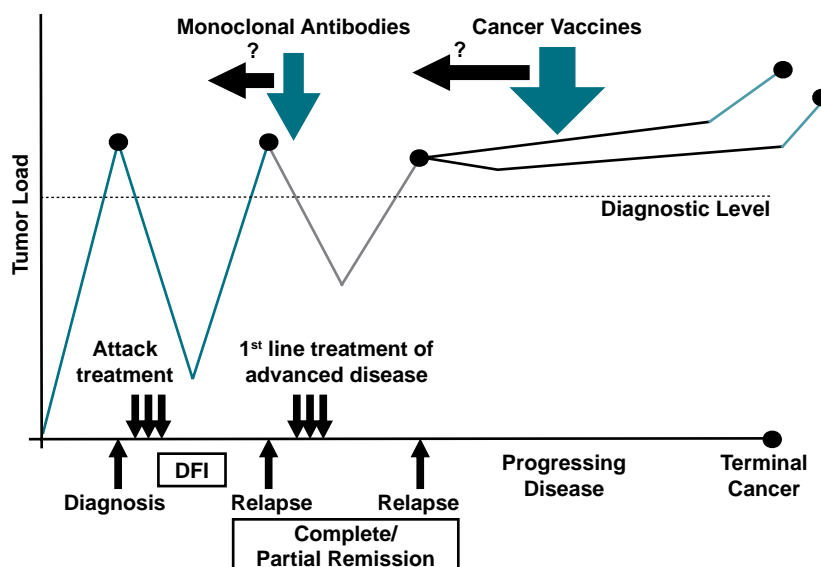 Monoclonal Antibodies
Cancer Vaccines
?
?
Tumor Load
Diagnostic Level
Attack
treatment
1st line treatment of
advanced disease
DFI
Progressing
Disease
Terminal
Cancer
Diagnosis
Relapse
Relapse
Complete/
Partial Remission